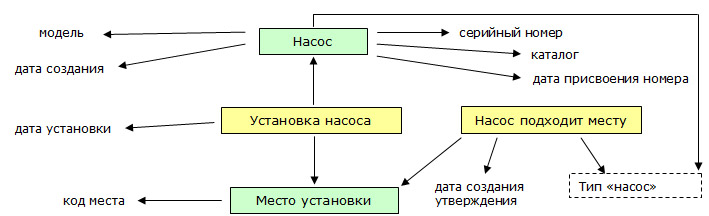 модель
Насос
серийный номер
каталог
дата создания
дата присвоения номера
Установка насоса
Насос подходит месту
дата установки
код места
Место установки
дата создания
утверждения
Тип «насос»